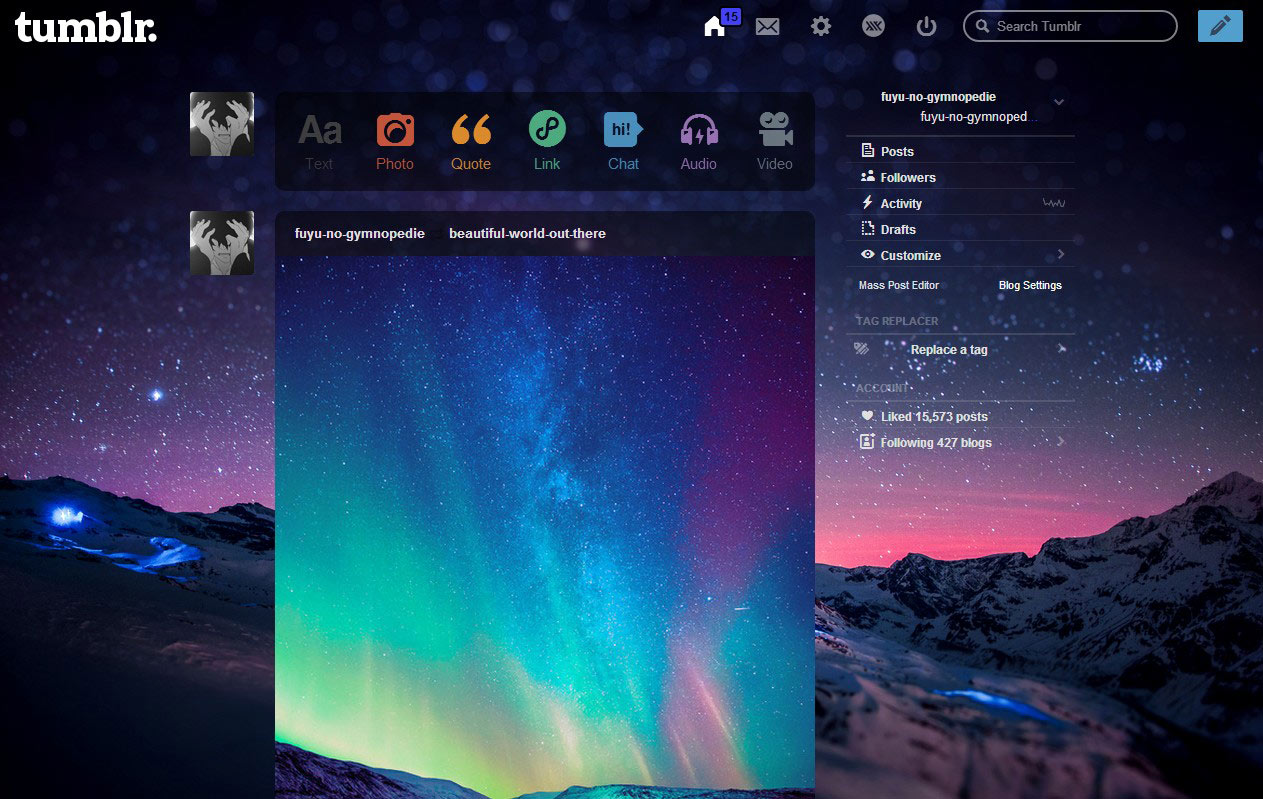 tumblr.
15
Search Tumblr
Aa
hi!
Text Photo Quote Link Chat Audio Video
fuyu-no-gymnopedie beautiful-world-out-there
fuyu-no-gymnopedie
fuyu-no-gymnoped...
Posts
Followers
Activity
Drafts
Customize
Mass Post Editor Blog Settings
TAG REPLACER
Replace a tag
ACCOUNT
Liked 15,573 posts
Following 427 blogs